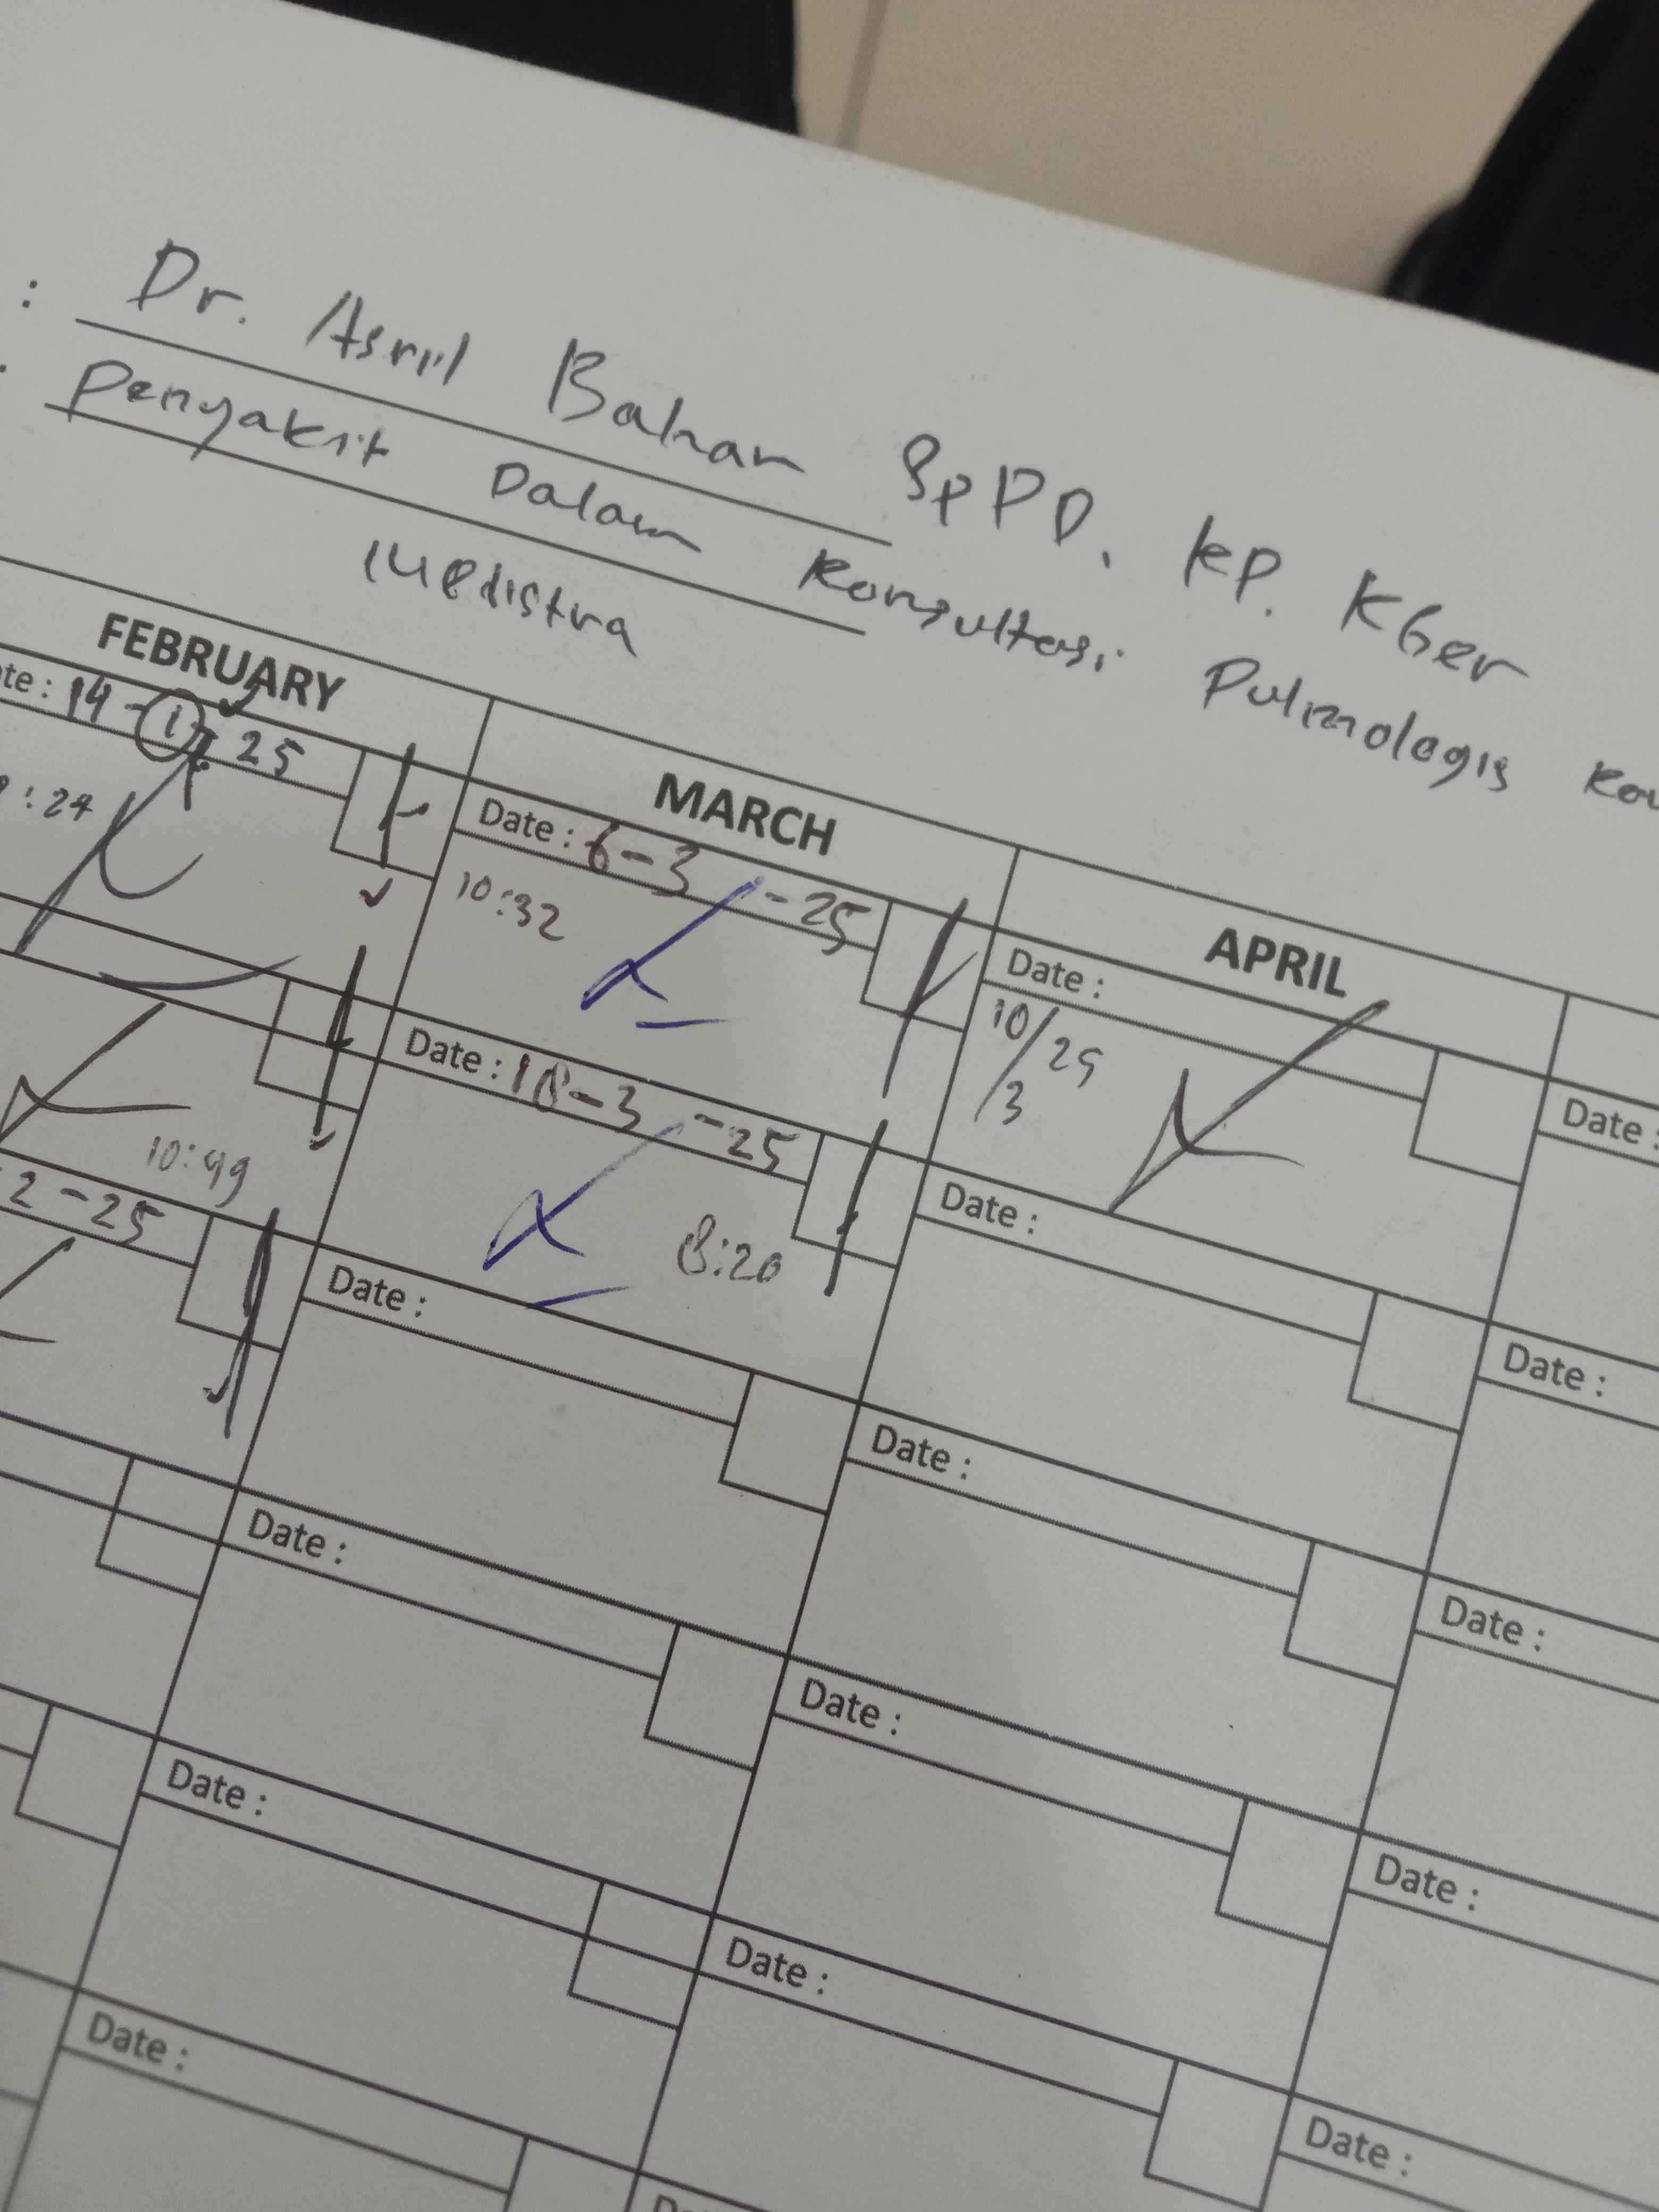 : Dr. Asril Bahar SpPD. KP. KGer
: Penyakit Dalam Konsultasi Pulmologis
Medistra
FEBRUARY MARCH APRIL
Date : 14 - 1 - 25
:24
10:49
2 - 25
Date : 6 - 3 - 25
10:32
Date : 18 - 3 - 25
8:20
Date :
Date :
Date :
Date :
Date :
10/3 25
Date :
Date :
Date :
Date :
Date :
Date :
Date :
Date :
Date :
Date :